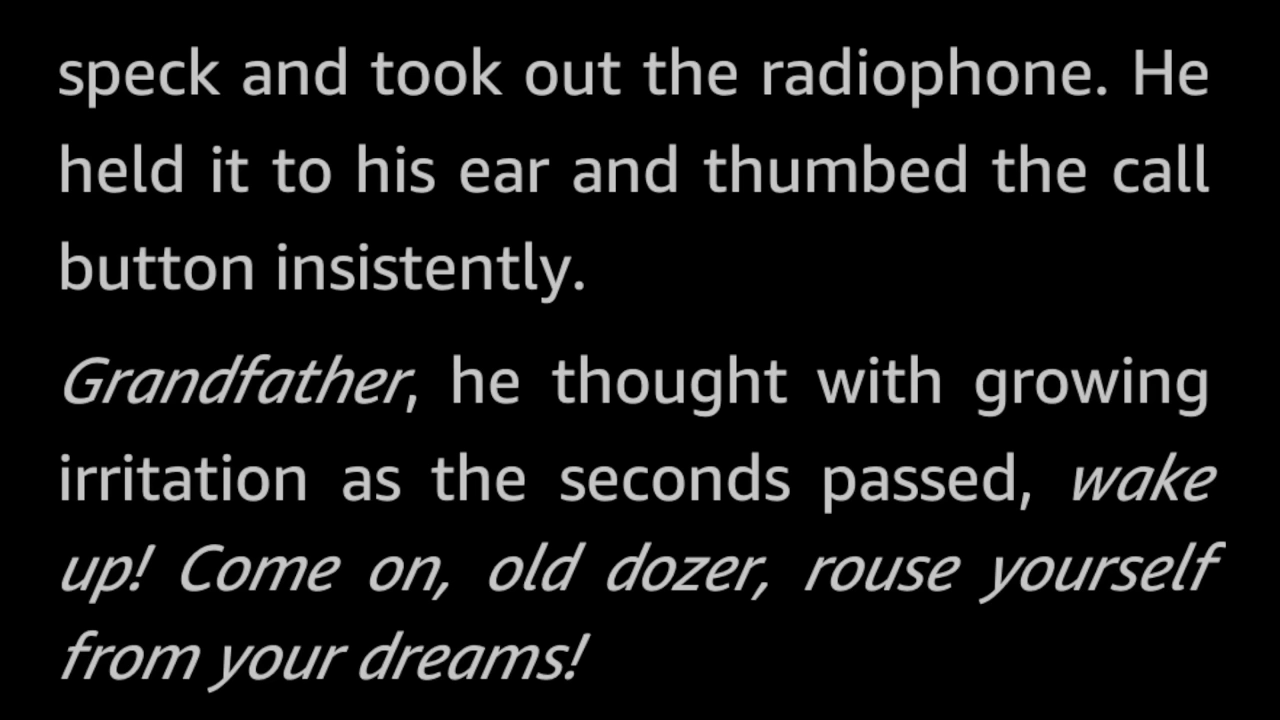 speck and took out the radiophone. He
held it to his ear and thumbed the call
button insistently.
Grandfather, he thought with growing
irritation as the seconds passed, wake
up! Come on, old dozer, rouse yourself
from your dreams!